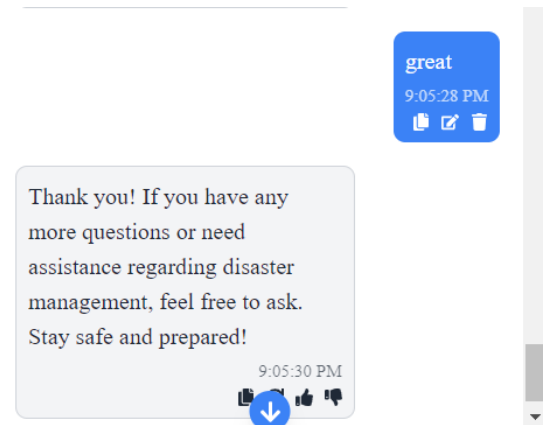 great
9:05:28 PM
Thank you! If you have any
more questions or need
assistance regarding disaster
management, feel free to ask.
Stay safe and prepared!
9:05:30 PM